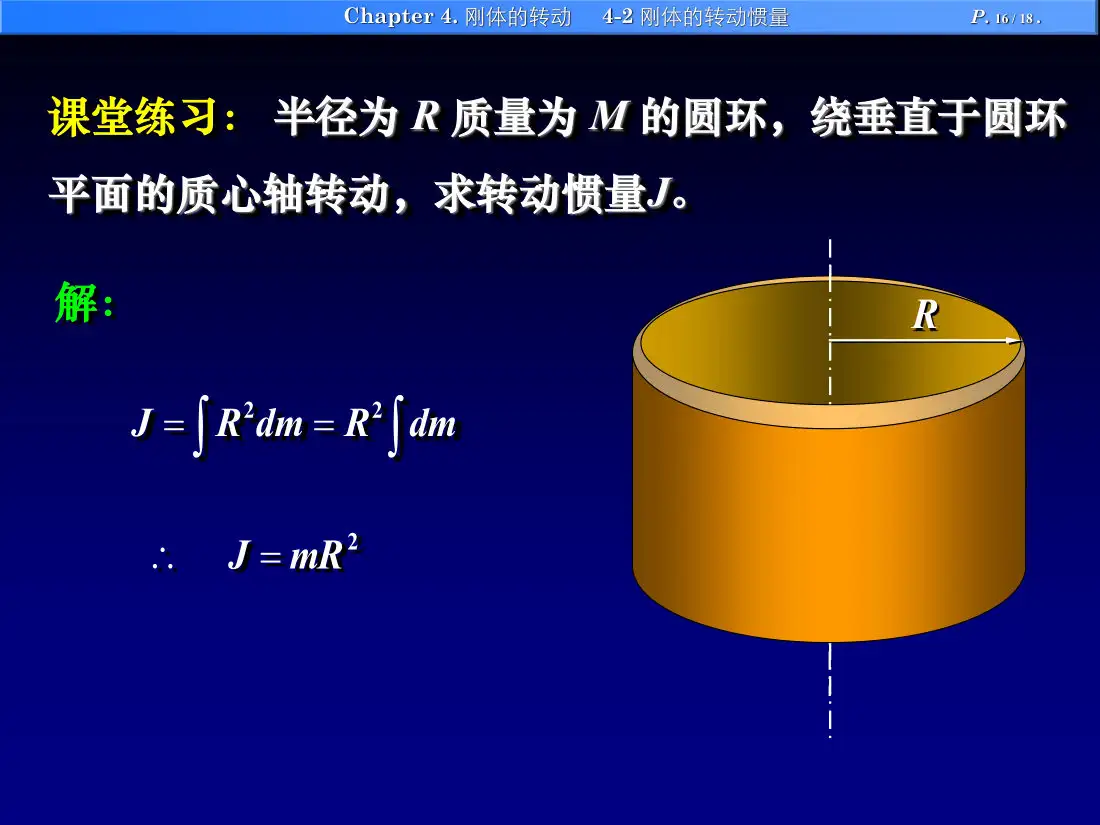 Chapter 4. 刚体的转动 4-2 刚体的转动惯量 P. 16 / 18 .
课堂练习： 半径为 R 质量为 M 的圆环，绕垂直于圆环
平面的质心轴转动，求转动惯量J。
解：
R
J = ∫ R²dm = R² ∫ dm
∴ J = mR²